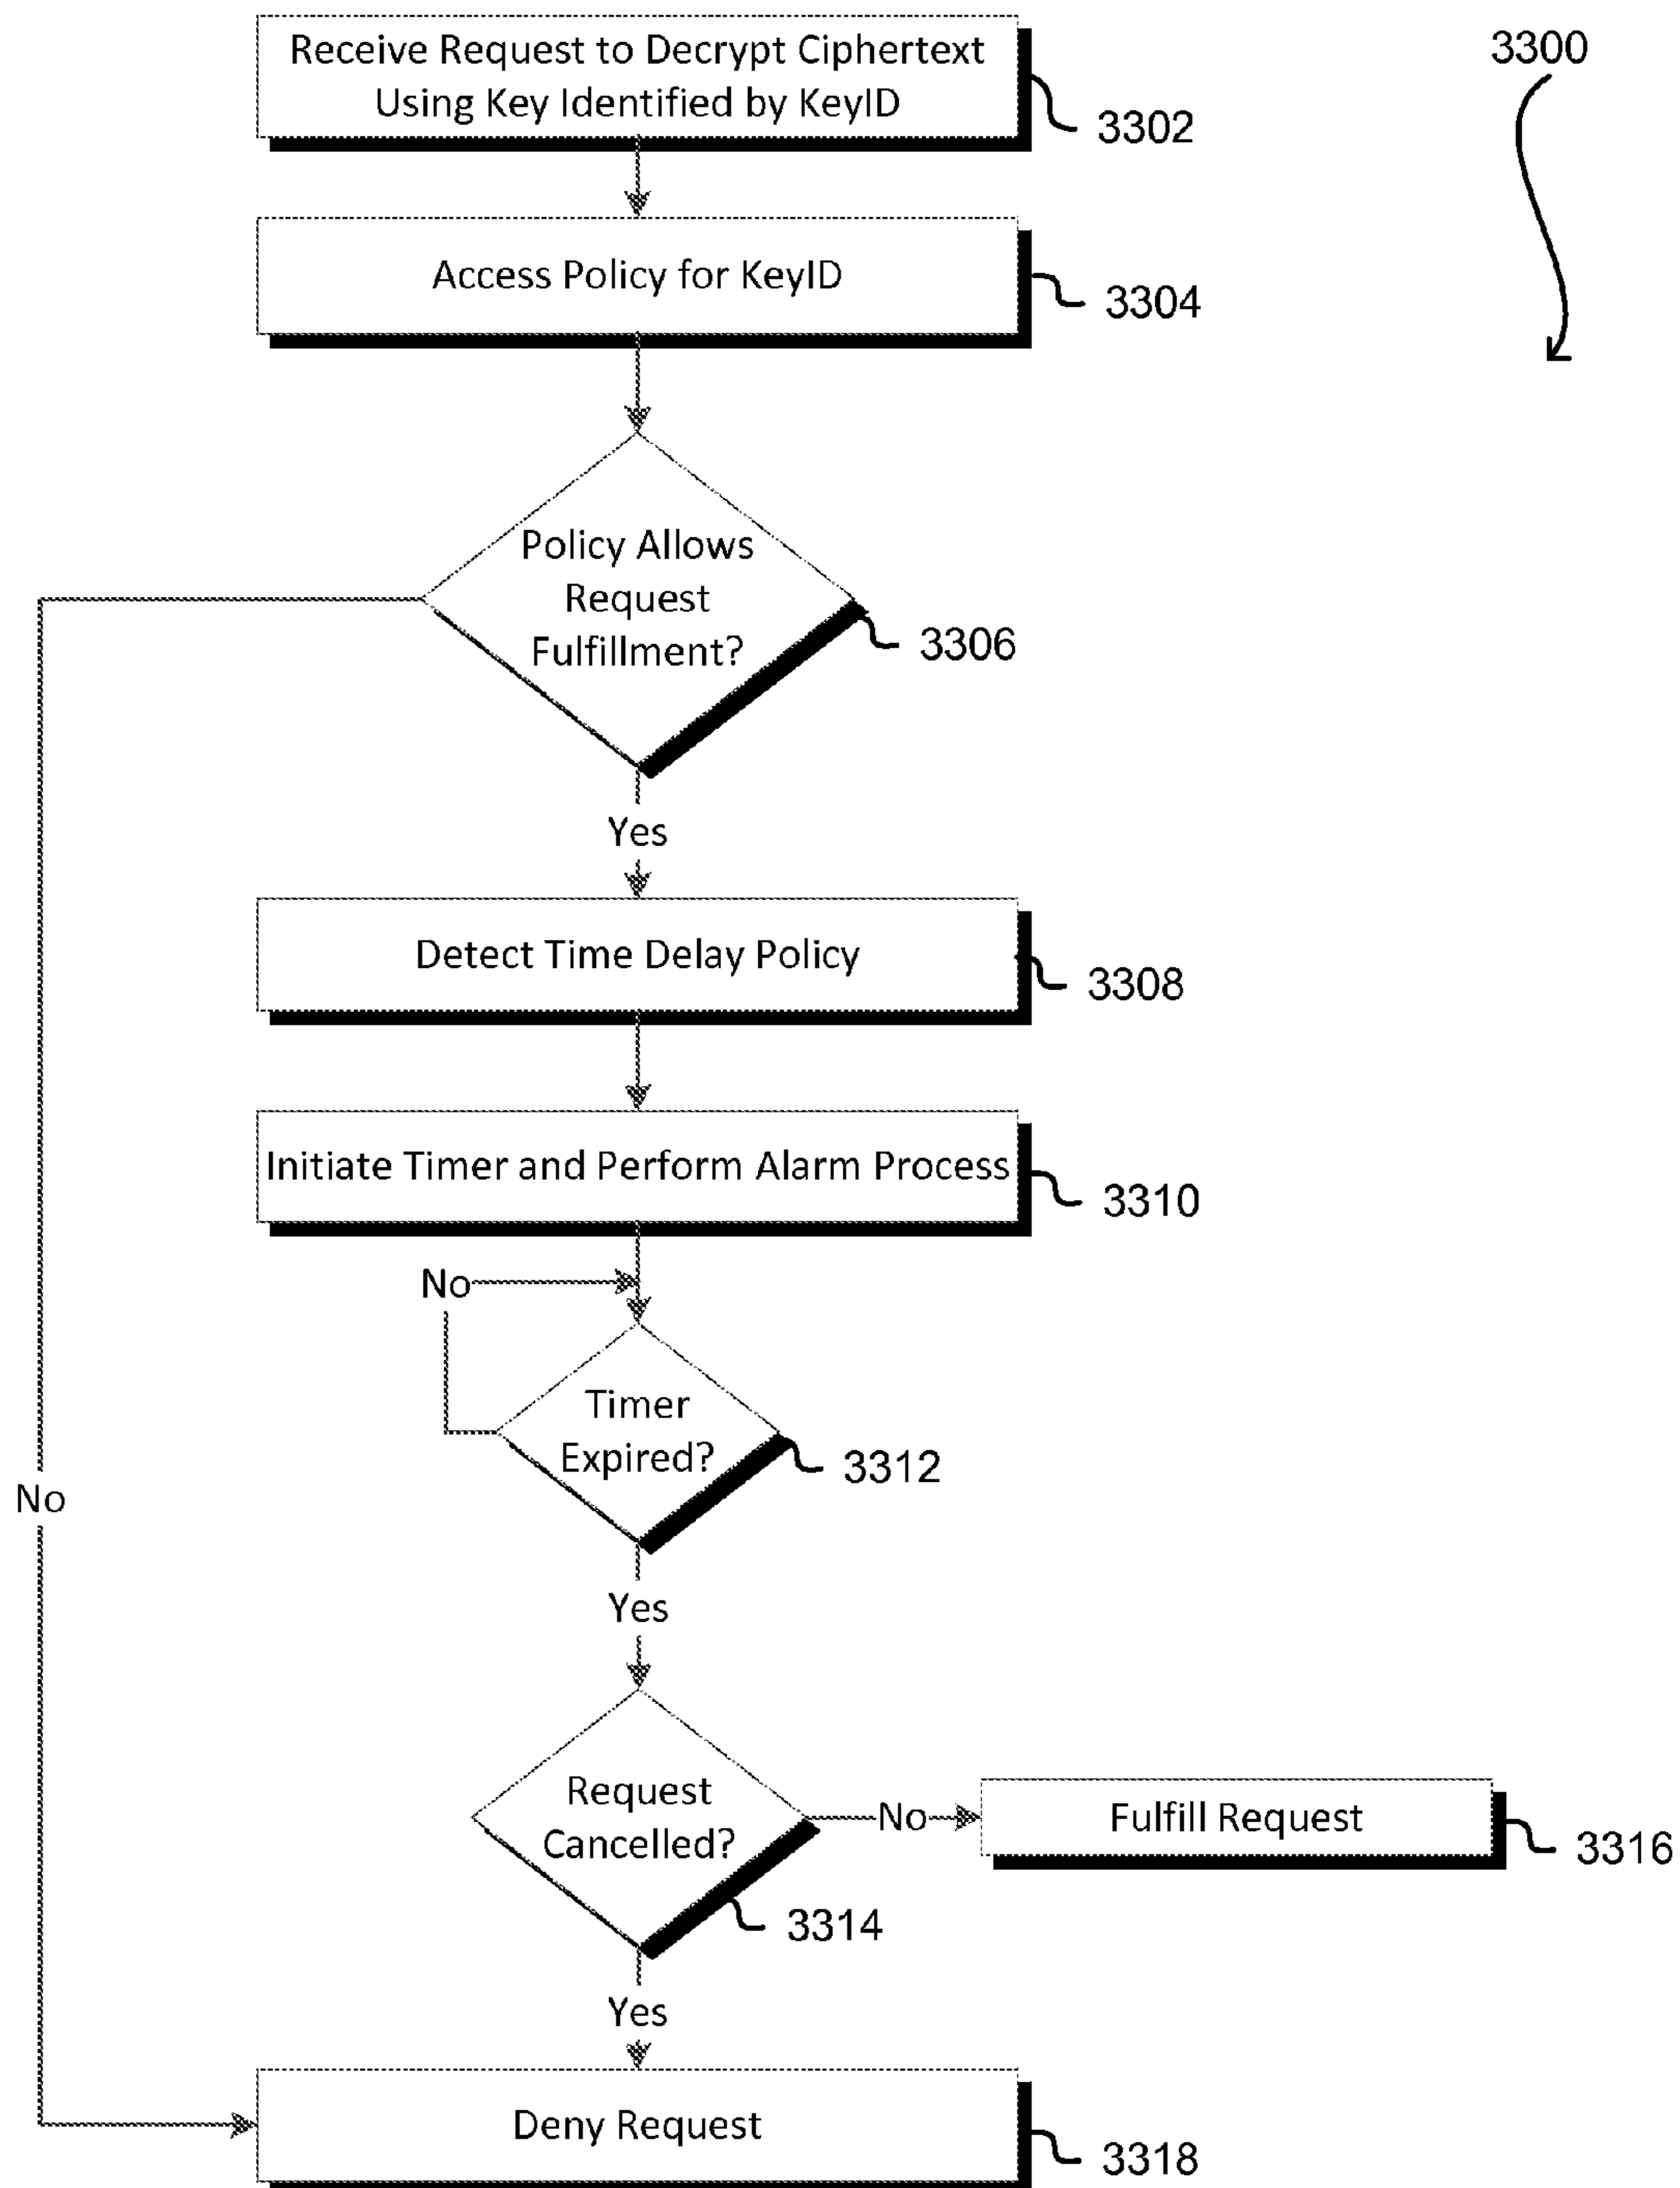 Receive Request to Decrypt Ciphertext
Using Key Identified by KeyID
3302
3300
Access Policy for KeyID
3304
Policy Allows
Request
Fulfillment?
3306
Yes
Detect Time Delay Policy
3308
Initiate Timer and Perform Alarm Process
3310
No
Timer
Expired?
3312
No
Yes
Request
Cancelled?
No
Fulfill Request
3316
3314
Yes
Deny Request
3318